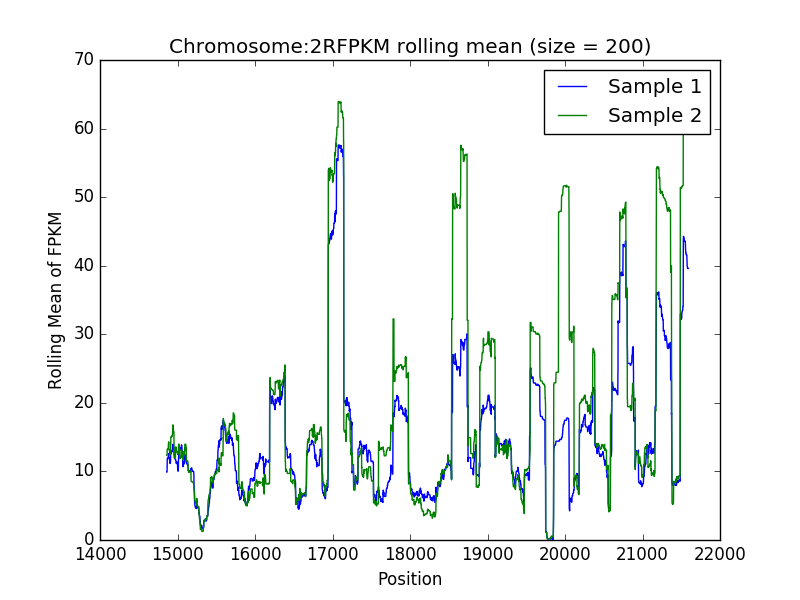 Chromosome:2RFPKM rolling mean (size = 200)
Sample 1
Sample 2
Rolling Mean of FPKM
70
60
50
40
30
20
10
0
14000 15000 16000 17000 18000 19000 20000 21000 22000
Position